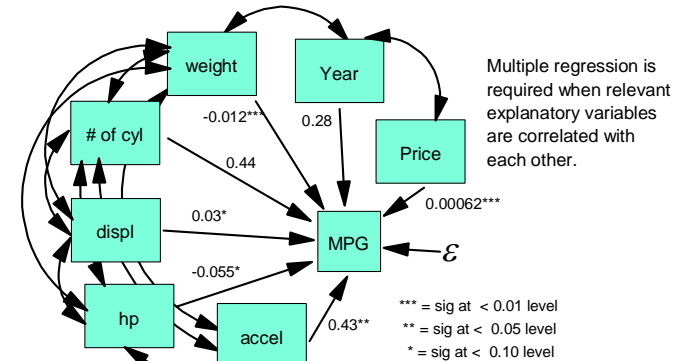 weight
Year
Multiple regression is
required when relevant
explanatory variables
are correlated with
each other.
-0.012***
0.28
# of cyl
Price
0.44
0.00062***
displ
0.03*
MPG
ε
-0.055*
hp
accel
0.43**
*** = sig at < 0.01 level
** = sig at < 0.05 level
* = sig at < 0.10 level